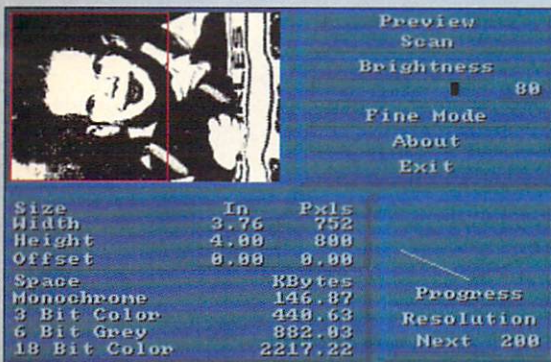 Preview
Scan
Brightness
80
Fine Mode
About
Exit
Size In Pxls
Width 3.76 752
Height 4.00 800
Offset 0.00 0.00
Space KBytes
Monochrome 146.87
3 Bit Color 440.63
6 Bit Grey 882.03
18 Bit Color 2217.22
Progress
Resolution
Next 200